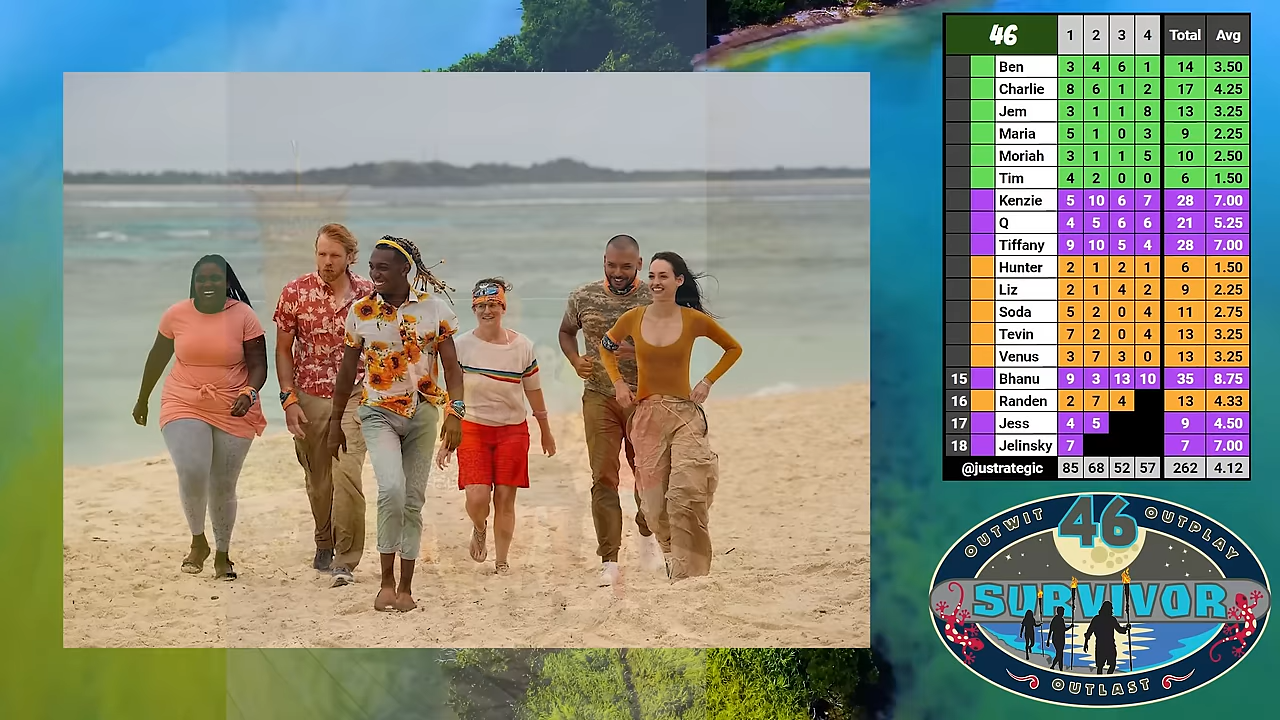 46 1 2 3 4 Total Avg
Ben 3 4 6 1 14 3.50
Charlie 8 6 1 2 17 4.25
Jem 3 1 1 8 13 3.25
Maria 5 1 0 3 9 2.25
Moriah 3 1 1 5 10 2.50
Tim 4 2 0 0 6 1.50
Kenzie 5 10 6 7 28 7.00
Q 4 5 6 6 21 5.25
Tiffany 9 10 5 4 28 7.00
Hunter 2 1 2 1 6 1.50
Liz 2 1 4 2 9 2.25
Soda 5 2 0 4 11 2.75
Tevin 7 2 0 4 13 3.25
Venus 3 7 3 0 13 3.25
15 Bhanu 9 3 13 10 35 8.75
16 Randen 2 7 4 13 4.33
17 Jess 4 5 9 4.50
18 Jelinsky 7 7 7.00
@justrategic 85 68 52 57 262 4.12
OUTWIT 46 OUTPLAY
SURVIVOR
OUTLAST